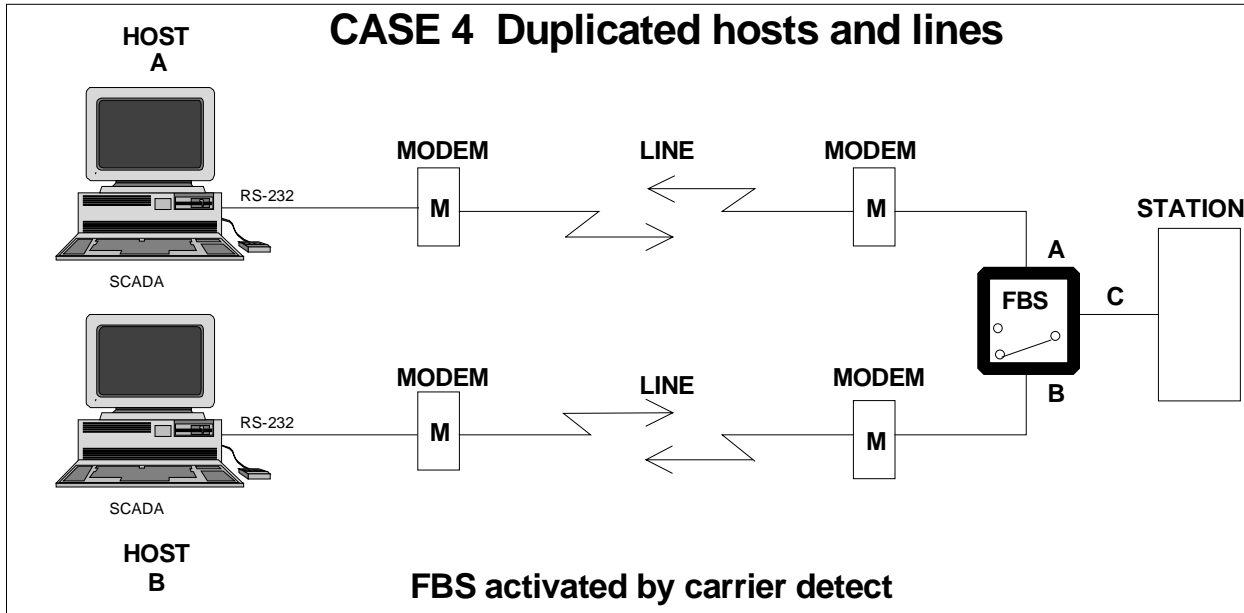 CASE 4 Duplicated hosts and lines
HOST
A
MODEM
LINE
MODEM
RS-232
M
M
STATION
SCADA
A
FBS
C
B
MODEM
LINE
MODEM
RS-232
M
M
SCADA
HOST
B
FBS activated by carrier detect